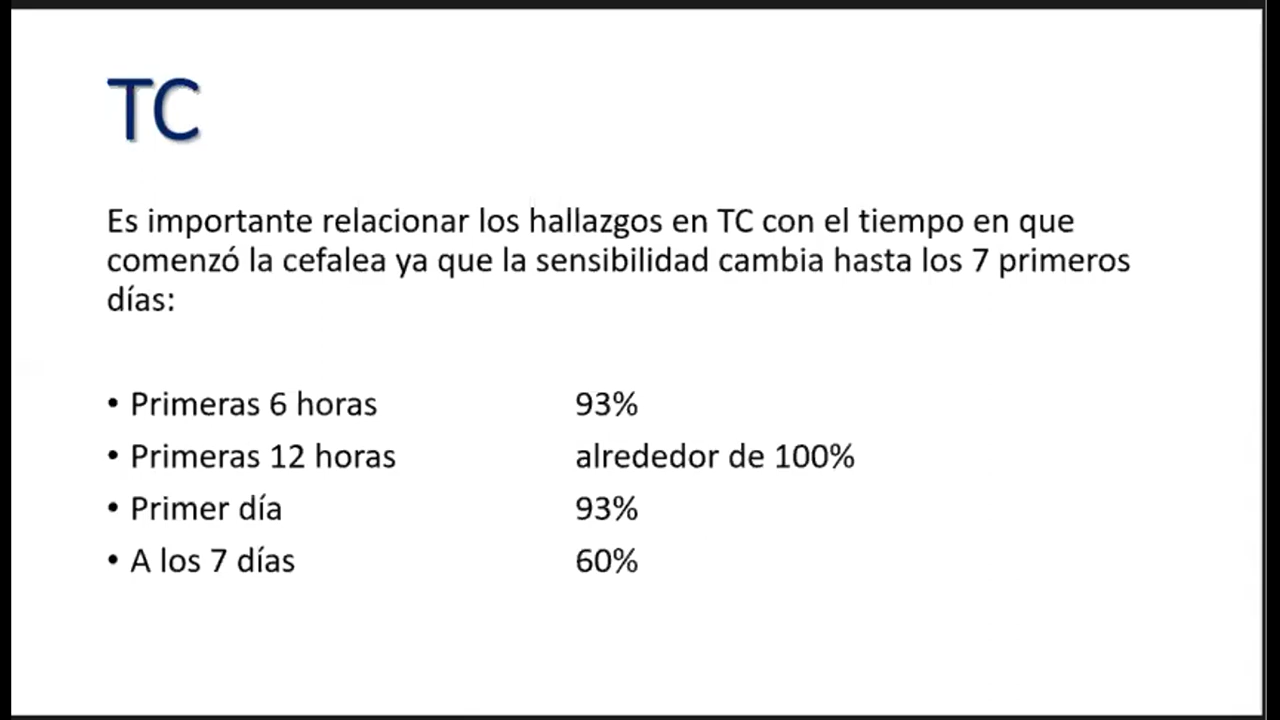 TC
Es importante relacionar los hallazgos en TC con el tiempo en que
comenzó la cefalea ya que la sensibilidad cambia hasta los 7 primeros
días:
• Primeras 6 horas 93%
• Primeras 12 horas alrededor de 100%
• Primer día 93%
• A los 7 días 60%